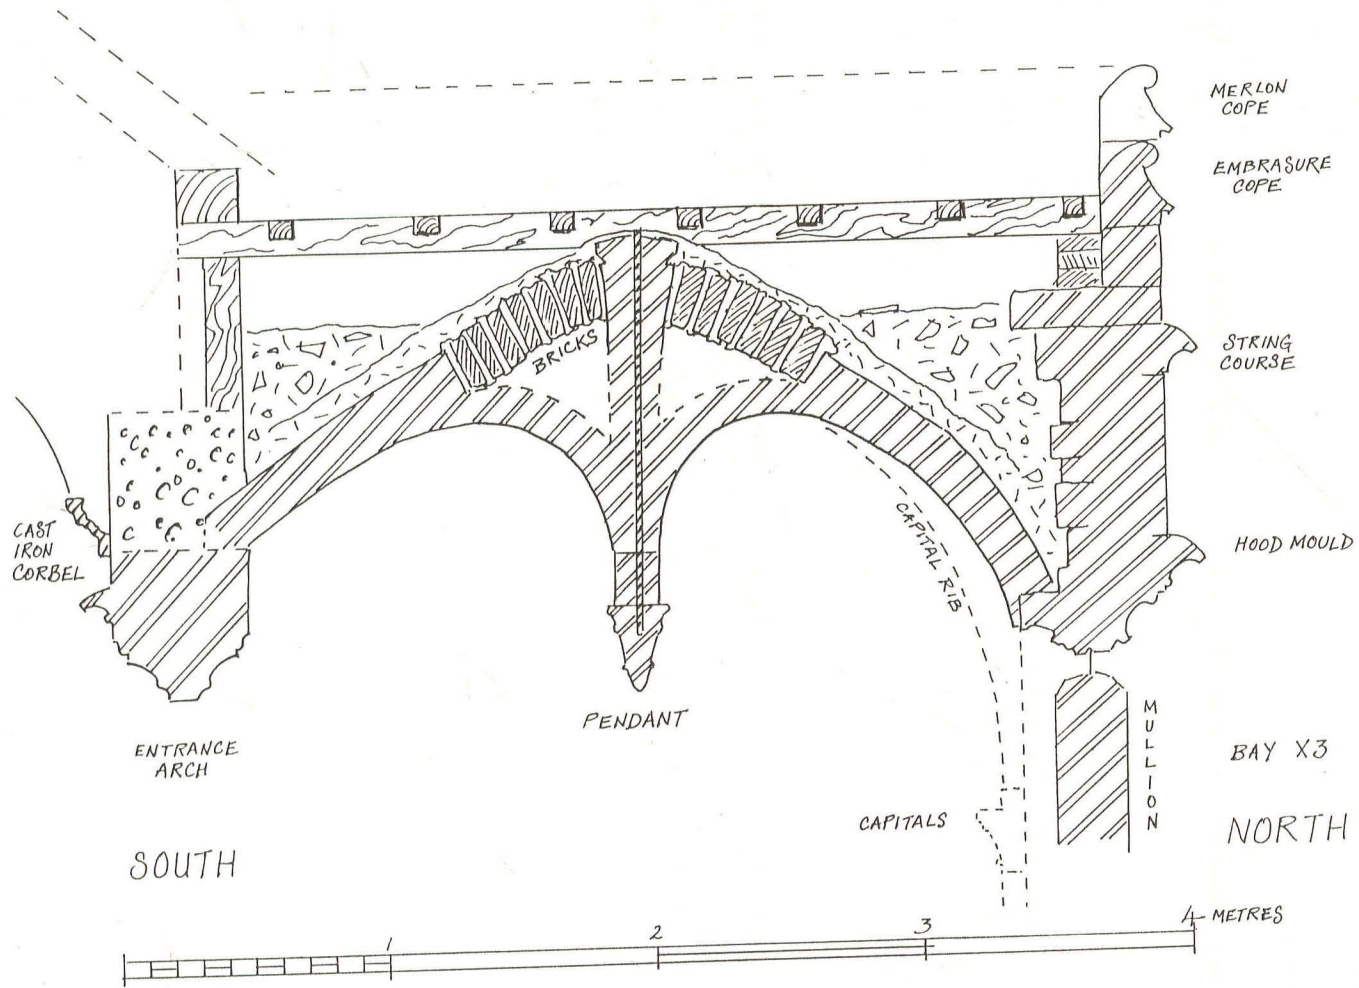 MERLON
COPE
EMBRASURE
COPE
BRICKS
STRING
COURSE
CAST
IRON
CORBEL
CAPITAL RIB
HOOD MOULD
PENDANT
ENTRANCE
ARCH
MULLION
BAY X3
CAPITALS
NORTH
SOUTH
1 2 3 4 METRES